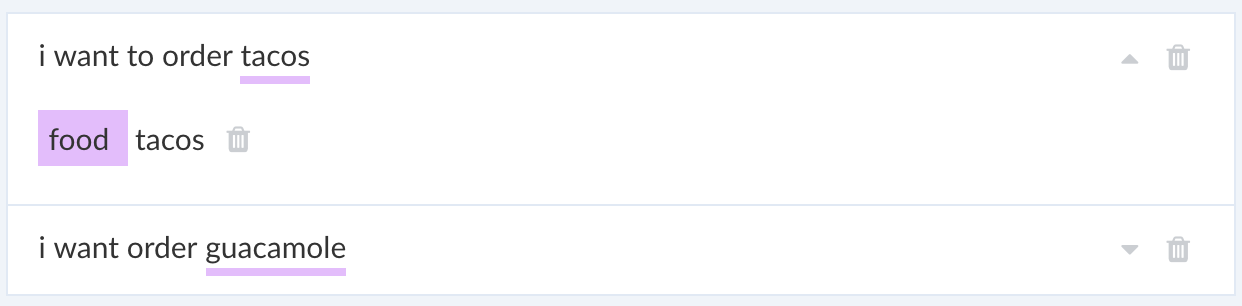 i want to order tacos
food tacos
i want order guacamole